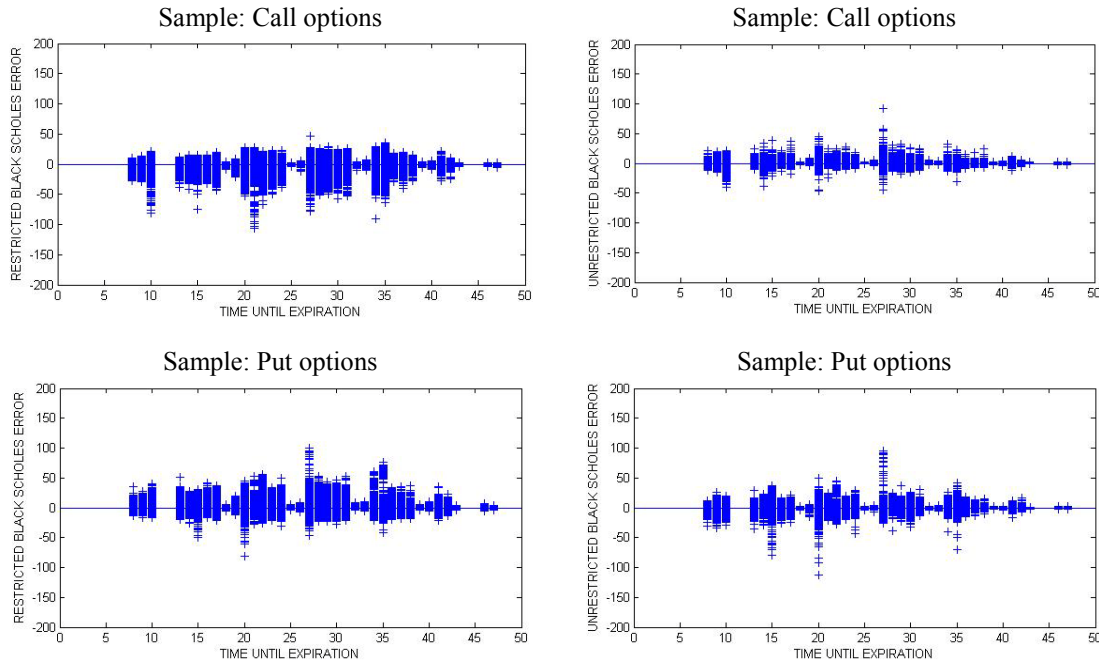 Sample: Call options
200
150
100
50
0
-50
-100
-150
-200
RESTRICTED BLACK SCHOLES ERROR
0 5 10 15 20 25 30 35 40 45 50
TIME UNTIL EXPIRATION
Sample: Call options
200
150
100
50
0
-50
-100
-150
-200
UNRESTRICTED BLACK SCHOLES ERROR
0 5 10 15 20 25 30 35 40 45 50
TIME UNTIL EXPIRATION
Sample: Put options
200
150
100
50
0
-50
-100
-150
-200
RESTRICTED BLACK SCHOLES ERROR
0 5 10 15 20 25 30 35 40 45 50
TIME UNTIL EXPIRATION
Sample: Put options
200
150
100
50
0
-50
-100
-150
-200
UNRESTRICTED BLACK SCHOLES ERROR
0 5 10 15 20 25 30 35 40 45 50
TIME UNTIL EXPIRATION